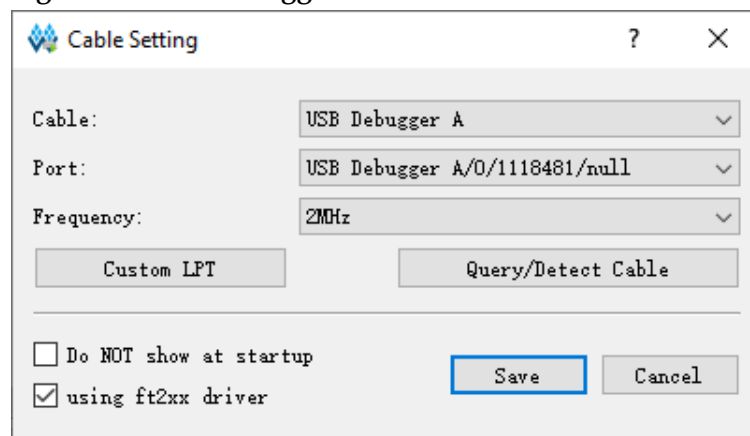 Cable Setting ? ×
Cable: USB Debugger A
Port: USB Debugger A/0/1118481/null
Frequency: 2MHz
Custom LPT Query/Detect Cable
Do NOT show at startup
using ft2xx driver
Save Cancel